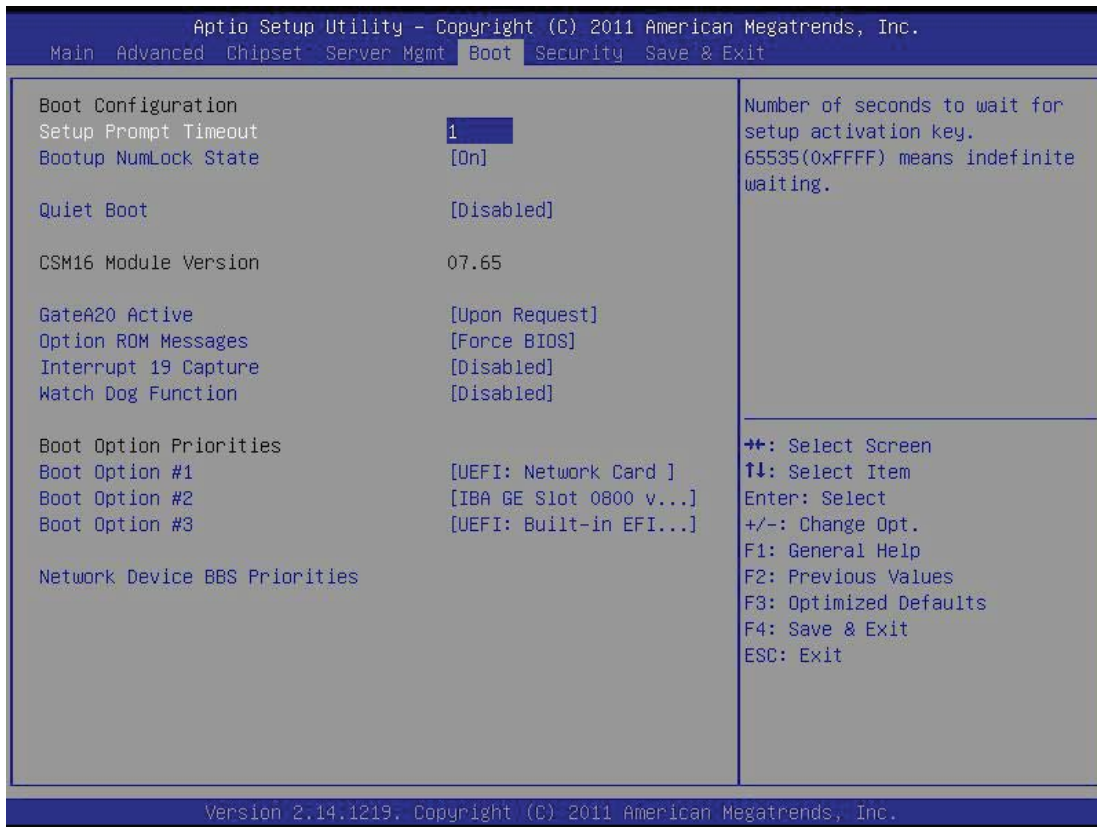 Aptio Setup Utility – Copyright (C) 2011 American Megatrends, Inc.
Main Advanced Chipset Server Mgmt Boot Security Save & Exit
Boot Configuration
Setup Prompt Timeout 1
Bootup NumLock State [On]
Quiet Boot [Disabled]
CSM16 Module Version 07.65
GateA20 Active [Upon Request]
Option ROM Messages [Force BIOS]
Interrupt 19 Capture [Disabled]
Watch Dog Function [Disabled]
Boot Option Priorities
Boot Option #1 [UEFI: Network Card ]
Boot Option #2 [IBA GE Slot 0800 v...]
Boot Option #3 [UEFI: Built-in EFI...]
Network Device BBS Priorities
Number of seconds to wait for
setup activation key.
65535(0xFFFF) means indefinite
waiting.
→←: Select Screen
↑↓: Select Item
Enter: Select
+/-: Change Opt.
F1: General Help
F2: Previous Values
F3: Optimized Defaults
F4: Save & Exit
ESC: Exit
Version 2.14.1219. Copyright (C) 2011 American Megatrends, Inc.